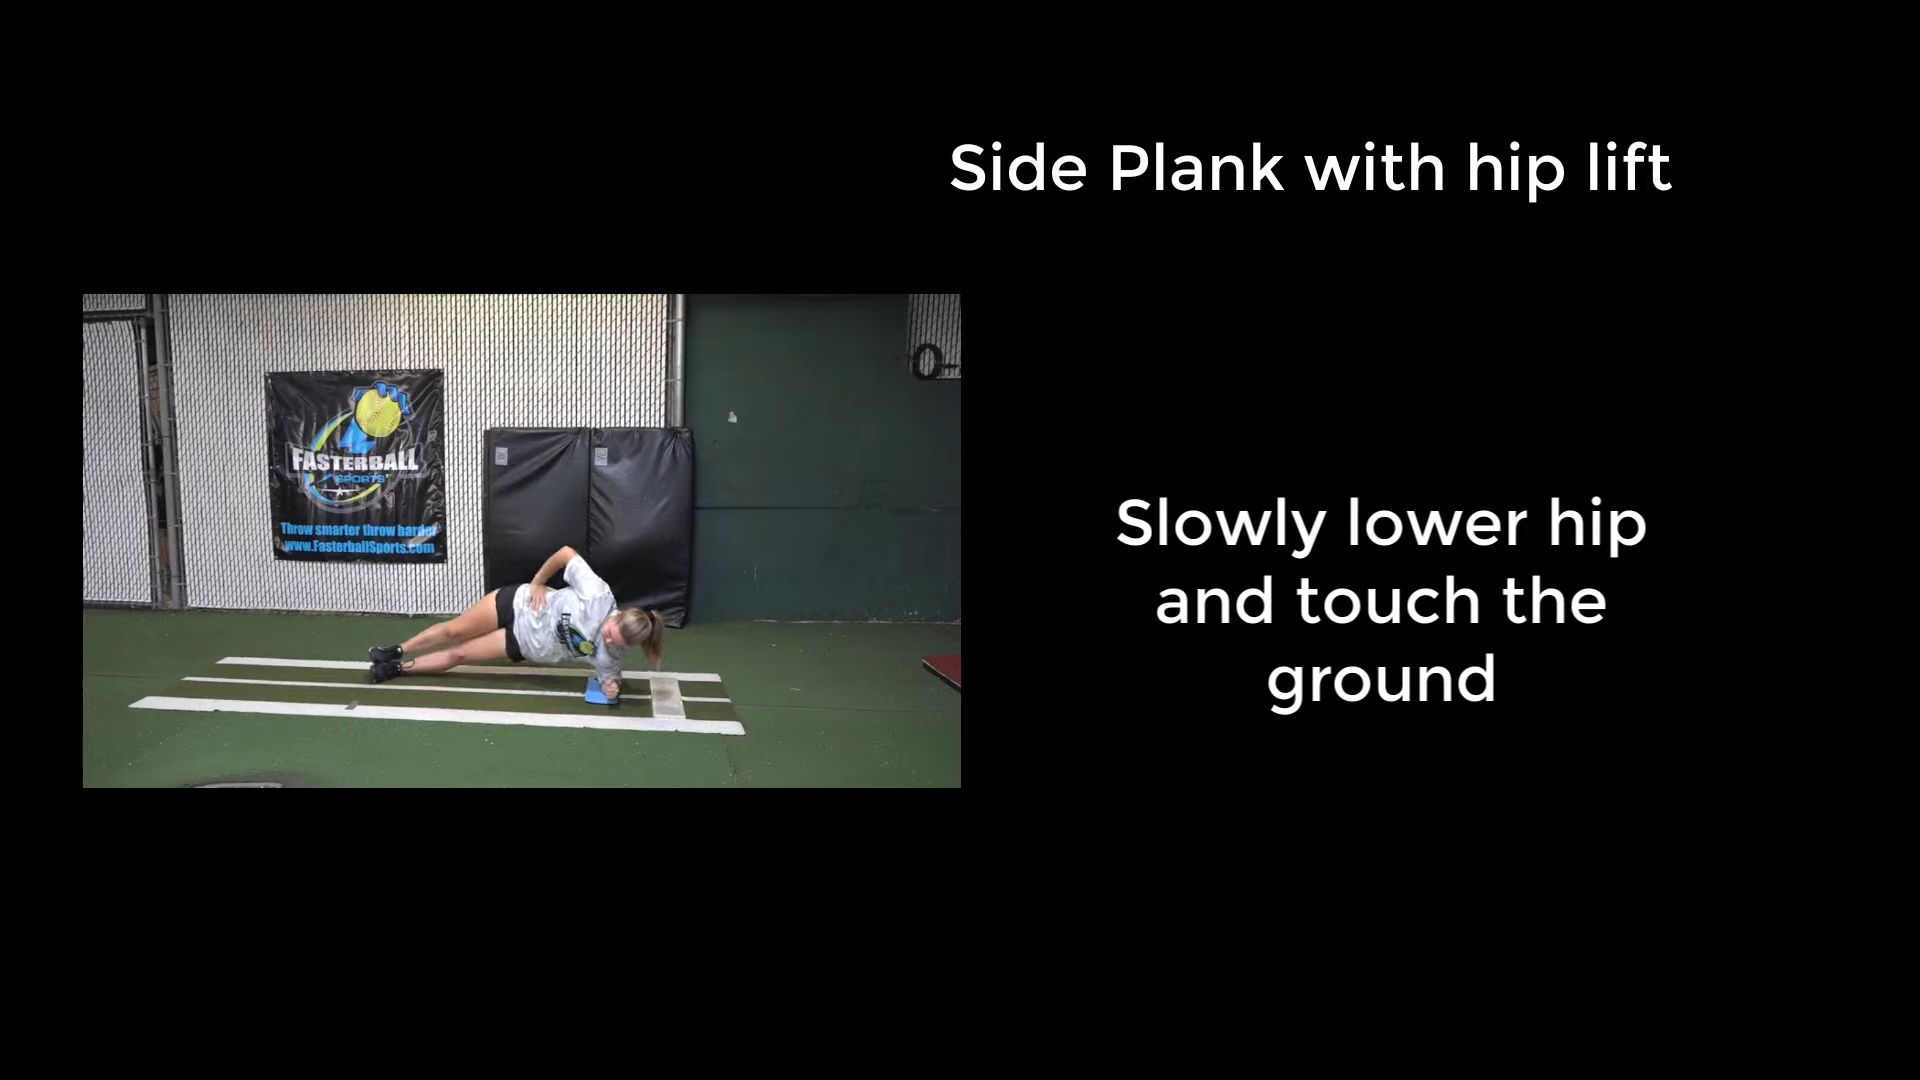 Side Plank with hip lift
FASTERBALL
SPORTS
Throw smarter throw harder
www.FasterballSports.com
Slowly lower hip
and touch the
ground